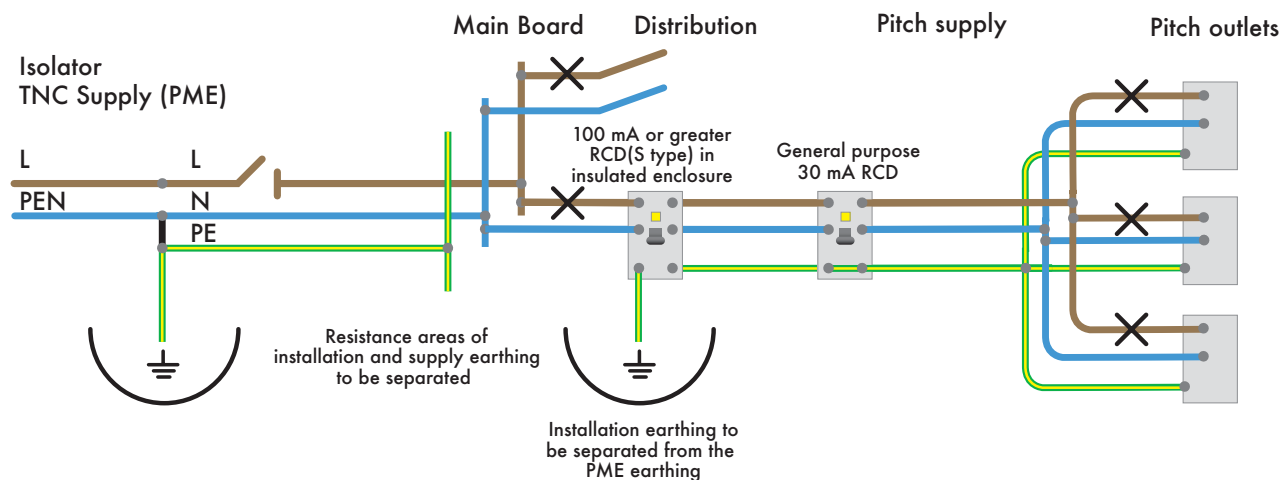 Main Board
Distribution
Pitch supply
Pitch outlets
Isolator
TNC Supply (PME)
100 mA or greater
RCD(S type) in
insulated enclosure
General purpose
30 mA RCD
L
L
PEN
N
PE
Resistance areas of
installation and supply earthing
to be separated
Installation earthing to
be separated from the
PME earthing